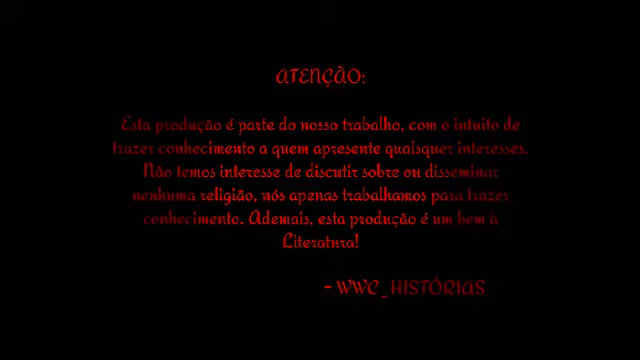 ATENÇÃO:
Esta produção é parte do nosso trabalho, com o intuito de
trazer conhecimento a quem apresente quaisquer interesses.
Não temos interesse de discutir sobre ou disseminar
nenhuma religião, nós apenas trabalhamos para trazer
conhecimento. Ademais, esta produção é um bem à
Literatura!
- WWC_HISTÓRIAS